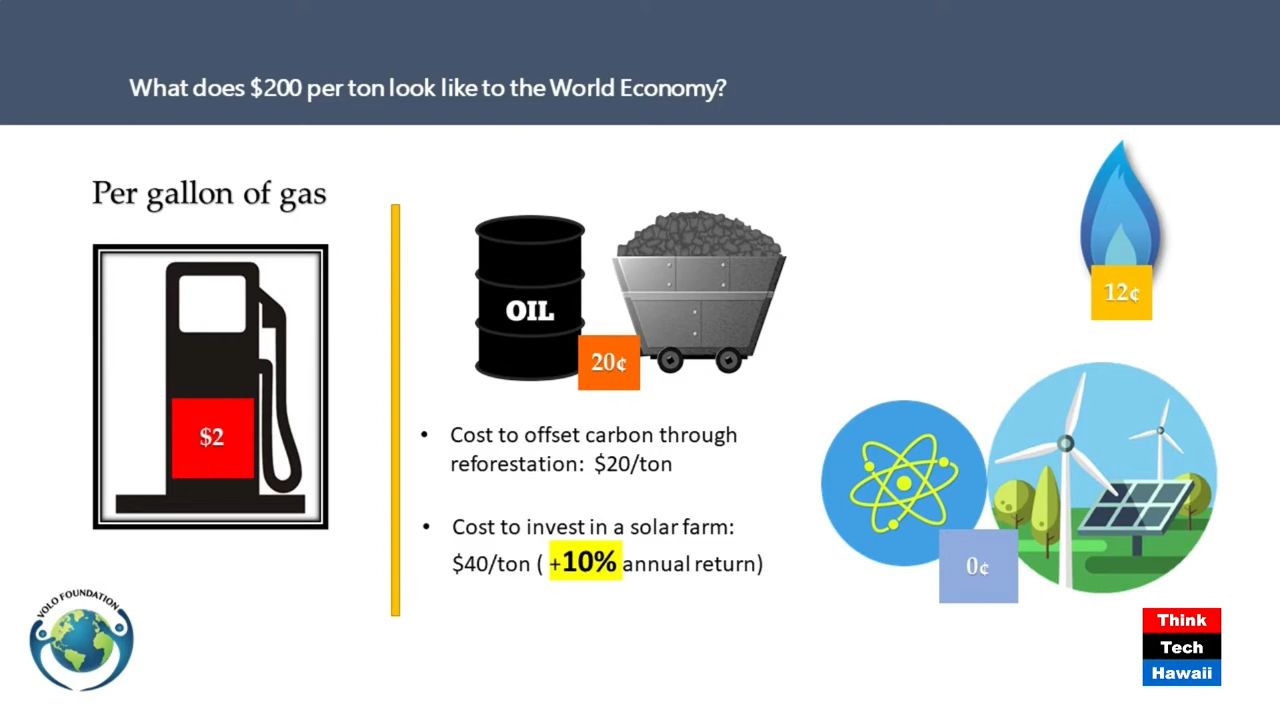 What does $200 per ton look like to the World Economy?
Per gallon of gas
$2
OIL
20¢
12¢
• Cost to offset carbon through
reforestation: $20/ton
• Cost to invest in a solar farm:
$40/ton ( +10% annual return)
0¢
VOLO FOUNDATION
Think
Tech
Hawaii